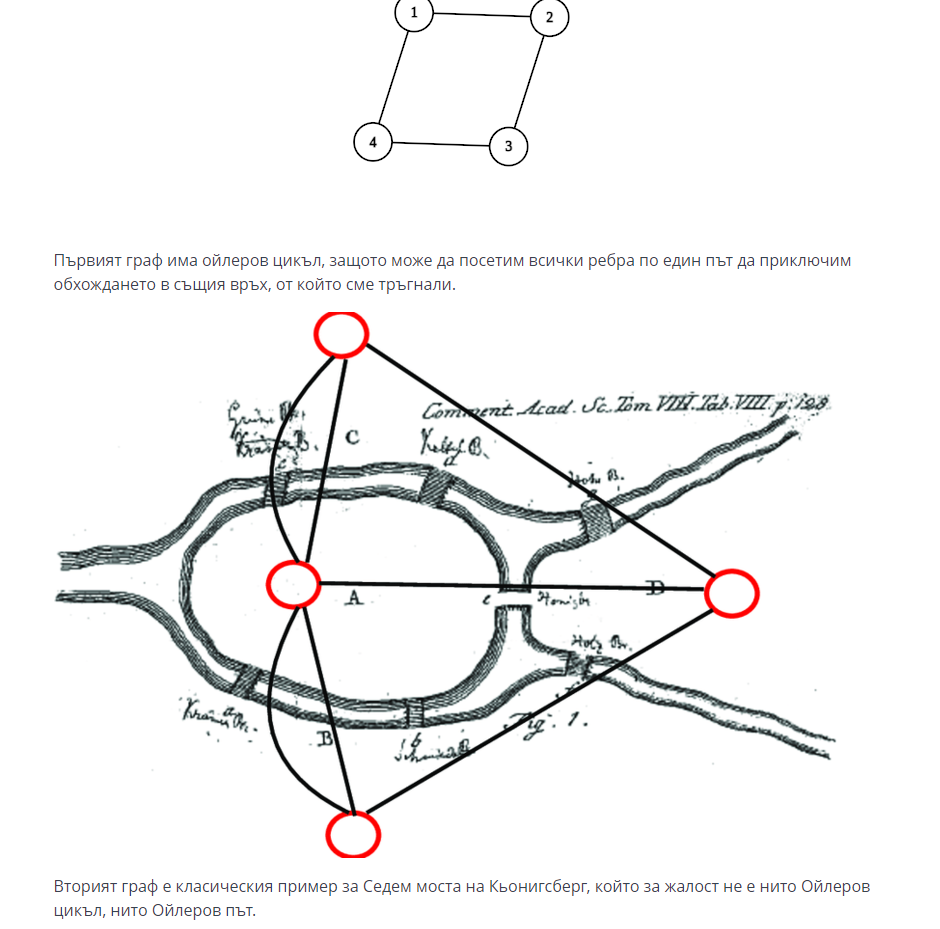 1
2
4
3
Първият граф има ойлеров цикъл, защото може да посетим всички ребра по един път да приключим
обхождането в същия връх, от който сме тръгнали.
Comment. Acad. Sc. Tom VIII. Tab. VIII. p. 128.
C
B.
d
A
e
D
B
b
Fig. 1.
Вторият граф е класическия пример за Седем моста на Кьонигсберг, който за жалост не е нито Ойлеров
цикъл, нито Ойлеров път.